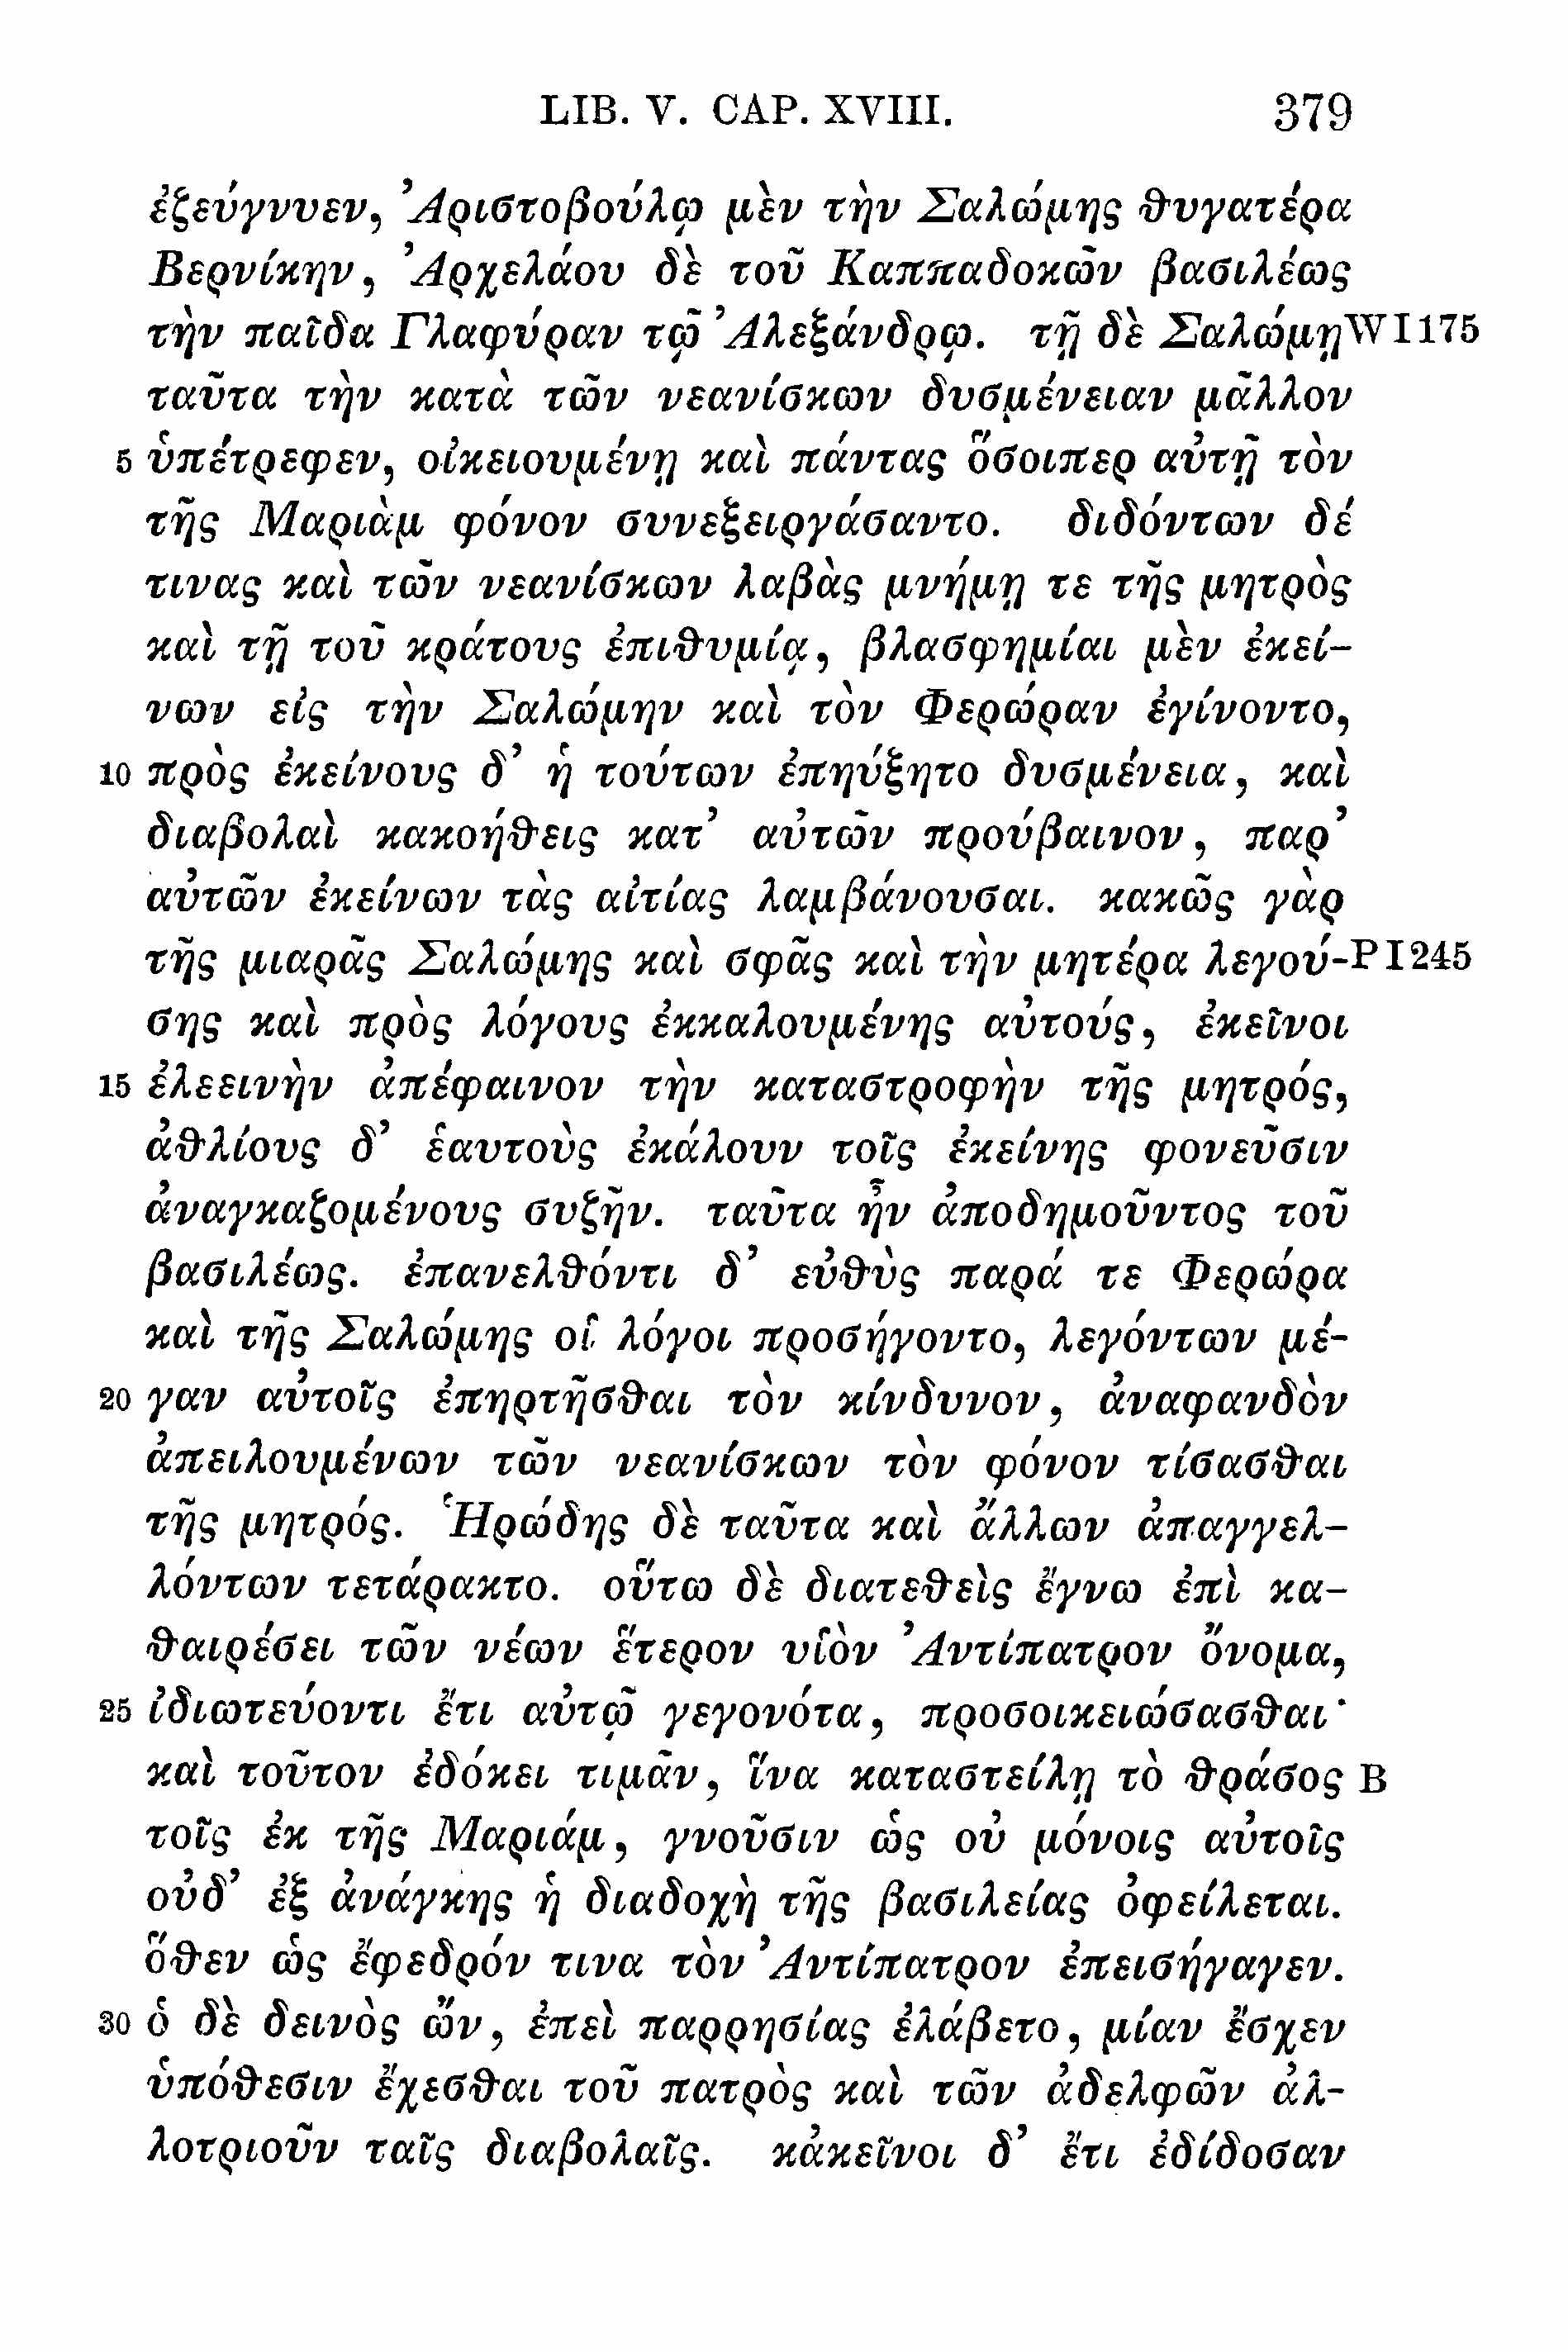 LIB. V. CAP. XVIII. 379
ἐζεύγνυεν, Ἀριστοβούλῳ μὲν τὴν Σαλώμης θυγατέρα
Βερνίκην, Ἀρχελάου δὲ τοῦ Καππαδοκῶν βασιλέως
τὴν παῖδα Γλαφύραν τῷ Ἀλεξάνδρῳ. τῇ δὲ Σαλώμῃ W I 175
ταῦτα τὴν κατὰ τῶν νεανίσκων δυσμένειαν μᾶλλον
5 ὑπέτρεφεν, οἰκειουμένῃ καὶ πάντας ὅσοιπερ αὐτῇ τὸν
τῆς Μαριὰμ φόνον συνεξειργάσαντο. διδόντων δέ
τινας καὶ τῶν νεανίσκων λαβὰς μνήμῃ τε τῆς μητρὸς
καὶ τῇ τοῦ κράτους ἐπιθυμίᾳ, βλασφημίαι μὲν ἐκεί-
νων εἰς τὴν Σαλώμην καὶ τὸν Φερώραν ἐγίνοντο,
10 πρὸς ἐκείνους δ' ἡ τούτων ἐπηύξητο δυσμένεια, καὶ
διαβολαὶ κακοήθεις κατ' αὐτῶν προύβαινον, παρ'
αὐτῶν ἐκείνων τὰς αἰτίας λαμβάνουσαι. κακῶς γὰρ
τῆς μιαρᾶς Σαλώμης καὶ σφᾶς καὶ τὴν μητέρα λεγού- P I 245
σης καὶ πρὸς λόγους ἐκκαλουμένης αὐτούς, ἐκεῖνοι
15 ἐλεεινὴν ἀπέφαινον τὴν καταστροφὴν τῆς μητρός,
ἀθλίους δ' ἑαυτοὺς ἐκάλουν τοῖς ἐκείνης φονεῦσιν
ἀναγκαζομένους συζῆν. ταῦτα ἦν ἀποδημοῦντος τοῦ
βασιλέως. ἐπανελθόντι δ' εὐθὺς παρά τε Φερώρα
καὶ τῆς Σαλώμης οἱ λόγοι προσήγοντο, λεγόντων μέ-
20 γαν αὐτοῖς ἐπηρτῆσθαι τὸν κίνδυνον, ἀναφανδὸν
ἀπειλουμένων τῶν νεανίσκων τὸν φόνον τίσασθαι
τῆς μητρός. Ἡρώδης δὲ ταῦτα καὶ ἄλλων ἀπαγγελ-
λόντων τετάρακτο. οὕτω δὲ διατεθεὶς ἔγνω ἐπὶ κα-
θαιρέσει τῶν νέων ἕτερον υἱὸν Ἀντίπατρον ὄνομα,
25 ἰδιωτεύοντι ἔτι αὐτῷ γεγονότα, προσοικειώσασθαι·
καὶ τοῦτον ἐδόκει τιμᾶν, ἵνα καταστείλῃ τὸ θράσος B
τοῖς ἐκ τῆς Μαριάμ, γνοῦσιν ὡς οὐ μόνοις αὐτοῖς
οὐδ' ἐξ ἀνάγκης ἡ διαδοχὴ τῆς βασιλείας ὀφείλεται.
ὅθεν ὡς ἔφεδρόν τινα τὸν Ἀντίπατρον ἐπεισήγαγεν.
30 ὁ δὲ δεινὸς ὤν, ἐπεὶ παρρησίας ἐλάβετο, μίαν ἔσχεν
ὑπόθεσιν ἔχεσθαι τοῦ πατρὸς καὶ τῶν ἀδελφῶν ἀλ-
λοτριοῦν ταῖς διαβολαῖς. κἀκεῖνοι δ' ἔτι ἐδίδοσαν